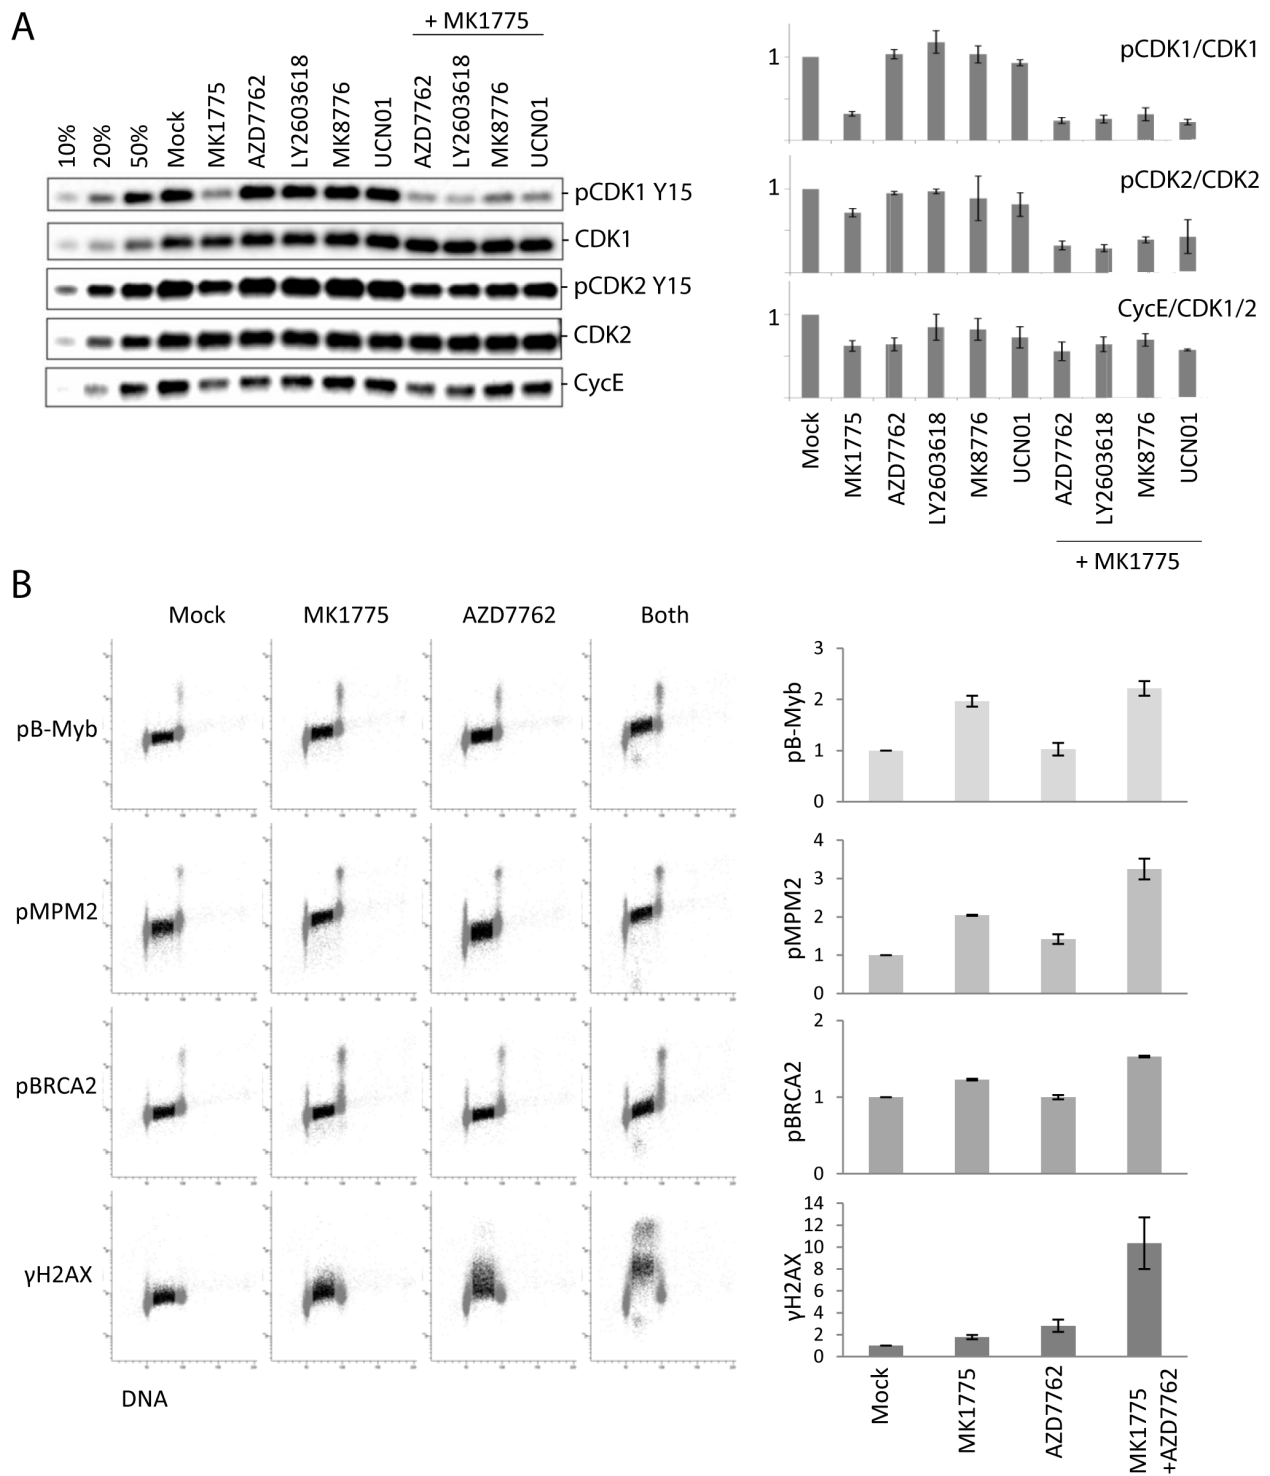 A
+ MK1775
10%
20%
50%
Mock
MK1775
AZD7762
LY2603618
MK8776
UCN01
AZD7762
LY2603618
MK8776
UCN01
pCDK1 Y15
CDK1
pCDK2 Y15
CDK2
CycE
1
pCDK1/CDK1
1
pCDK2/CDK2
1
CycE/CDK1/2
Mock
MK1775
AZD7762
LY2603618
MK8776
UCN01
AZD7762
LY2603618
MK8776
UCN01
+ MK1775
B
Mock MK1775 AZD7762 Both
pB-Myb
pMPM2
pBRCA2
γH2AX
DNA
pB-Myb
3
2
1
0
pMPM2
4
3
2
1
0
pBRCA2
2
1
0
γH2AX
14
12
10
8
6
4
2
0
Mock
MK1775
AZD7762
MK1775
+AZD7762